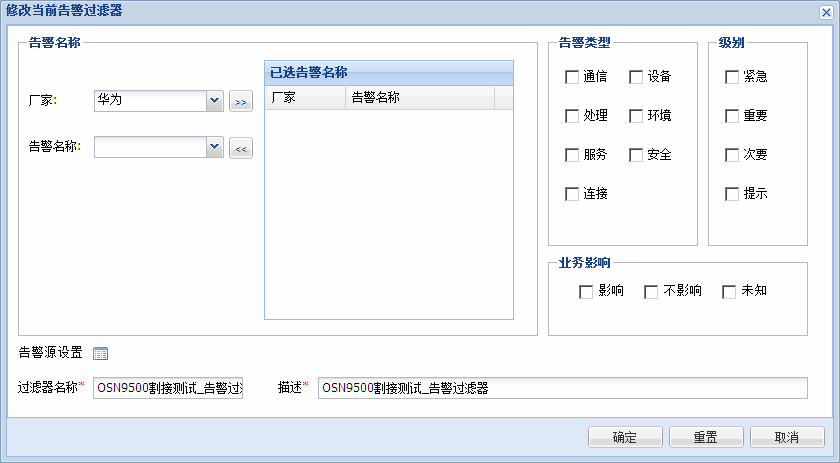 修改当前告警过滤器
告警名称
厂家:
华为
>>
告警名称:
<<
已选告警名称
厂家 告警名称
告警类型
通信 设备
处理 环境
服务 安全
连接
级别
紧急
重要
次要
提示
业务影响
影响 不影响 未知
告警源设置
过滤器名称* OSN9500割接测试_告警过
描述* OSN9500割接测试_告警过滤器
确定 重置 取消